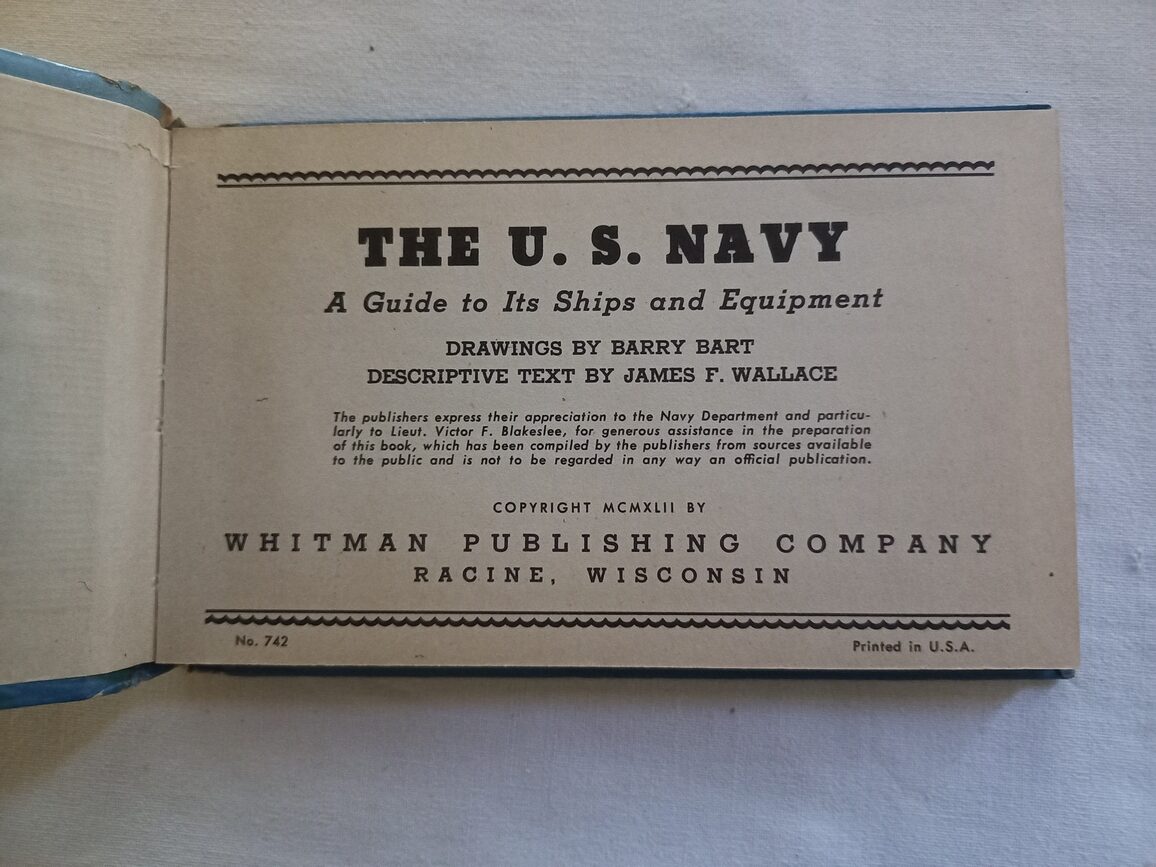 THE U. S. NAVY
A Guide to Its Ships and Equipment
DRAWINGS BY BARRY BART
DESCRIPTIVE TEXT BY JAMES F. WALLACE
The publishers express their appreciation to the Navy Department and particu-
larly to Lieut. Victor F. Blakeslee, for generous assistance in the preparation
of this book, which has been compiled by the publishers from sources available
to the public and is not to be regarded in any way an official publication.
COPYRIGHT MCMXLII BY
WHITMAN PUBLISHING COMPANY
RACINE, WISCONSIN
No. 742
Printed in U.S.A.